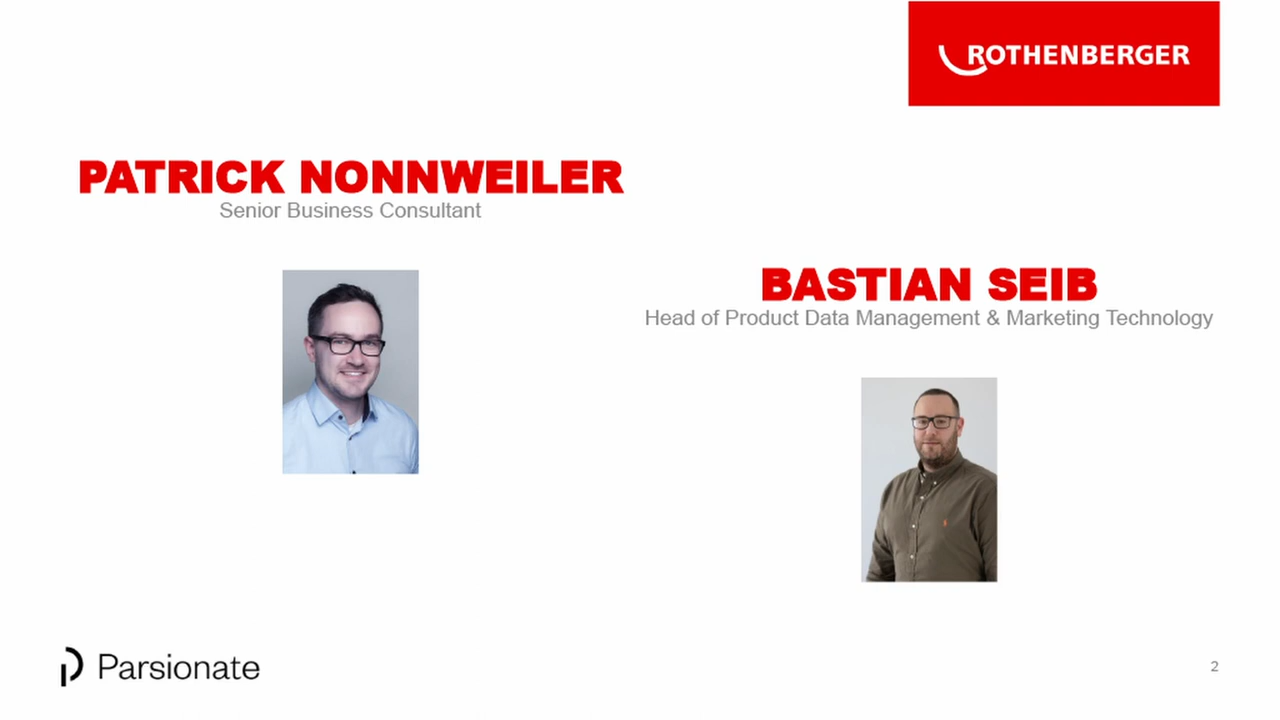 ROTHENBERGER
PATRICK NONNWEILER
Senior Business Consultant
BASTIAN SEIB
Head of Product Data Management & Marketing Technology
Parsionate
2